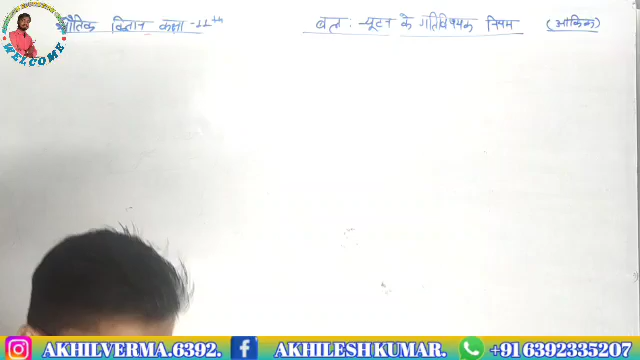 भौतिक विज्ञान कक्षा -11th
बल : न्यूटन के गतिविषयक नियम (आंकिक)
WELCOME
AKHILVERMA.6392. AKHILESH KUMAR. +91 6392335207